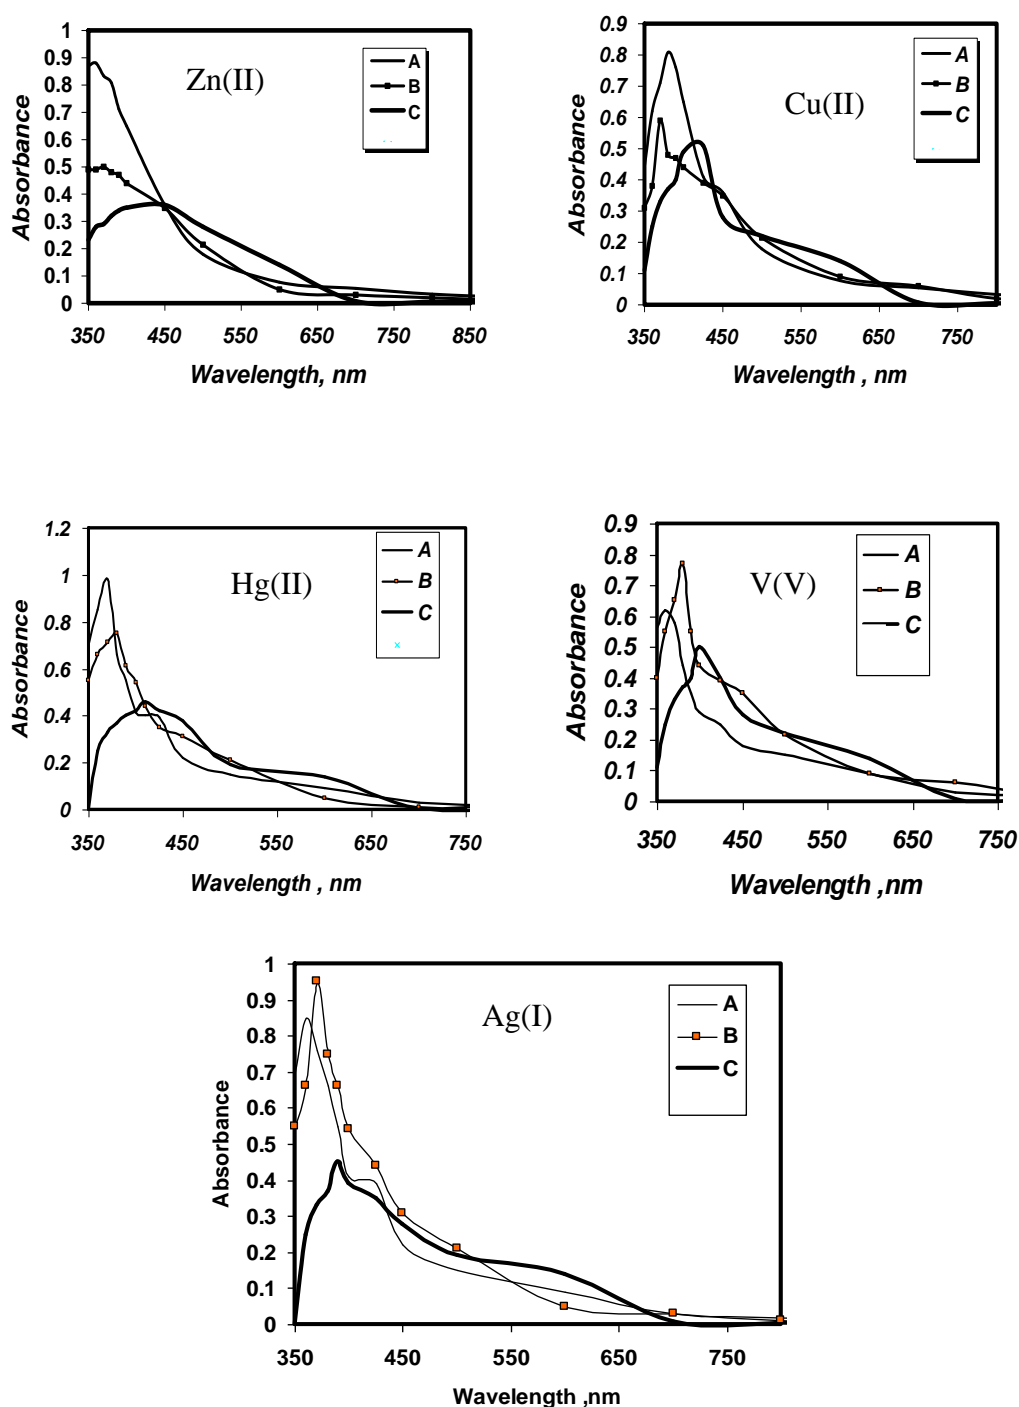 1
0.9
0.8
0.7
0.6
0.5
0.4
0.3
0.2
0.1
0
Absorbance
Zn(II)
A
B
C
350 450 550 650 750 850
Wavelength, nm
0.9
0.8
0.7
0.6
0.5
0.4
0.3
0.2
0.1
0
Absorbance
Cu(II)
A
B
C
350 450 550 650 750
Wavelength , nm
1.2
1
0.8
0.6
0.4
0.2
0
Absorbance
Hg(II)
A
B
C
350 450 550 650 750
Wavelength , nm
0.9
0.8
0.7
0.6
0.5
0.4
0.3
0.2
0.1
0
Absorbance
V(V)
A
B
C
350 450 550 650 750
Wavelength ,nm
1
0.9
0.8
0.7
0.6
0.5
0.4
0.3
0.2
0.1
0
Absorbance
Ag(I)
A
B
C
350 450 550 650 750
Wavelength ,nm